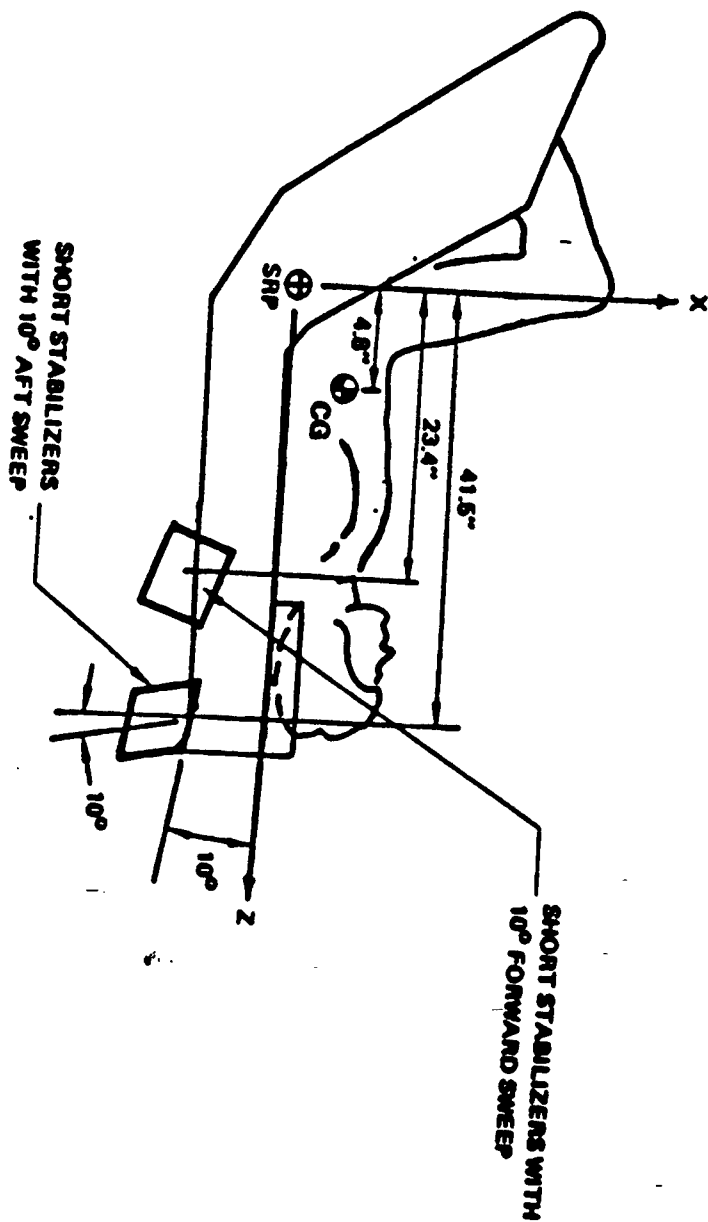 X
SRP
4.8"
CG
23.4"
41.5"
SHORT STABILIZERS
WITH 10° AFT SWEEP
10°
10°
Z
SHORT STABILIZERS WITH
10° FORWARD SWEEP